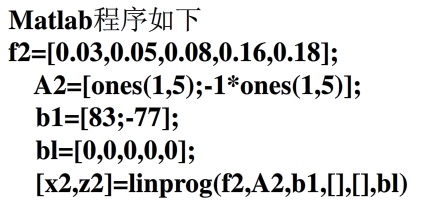 Matlab程序如下
f2=[0.03,0.05,0.08,0.16,0.18];
A2=[ones(1,5);-1*ones(1,5)];
b1=[83;-77];
bl=[0,0,0,0,0];
[x2,z2]=linprog(f2,A2,b1,[],[],bl)